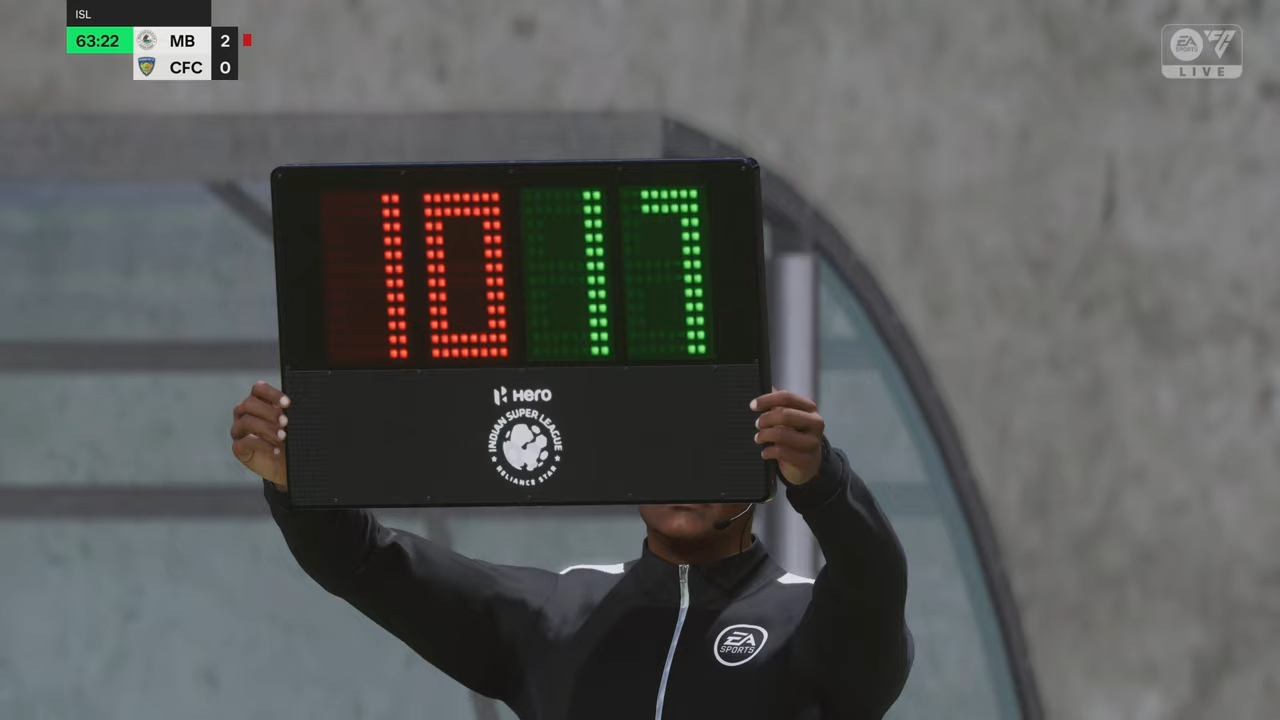 ISL
63:22 MB 2
CFC 0
EA SPORTS FC
LIVE
10 17
Hero
INDIAN SUPER LEAGUE
RELIANCE STAR
EA SPORTS